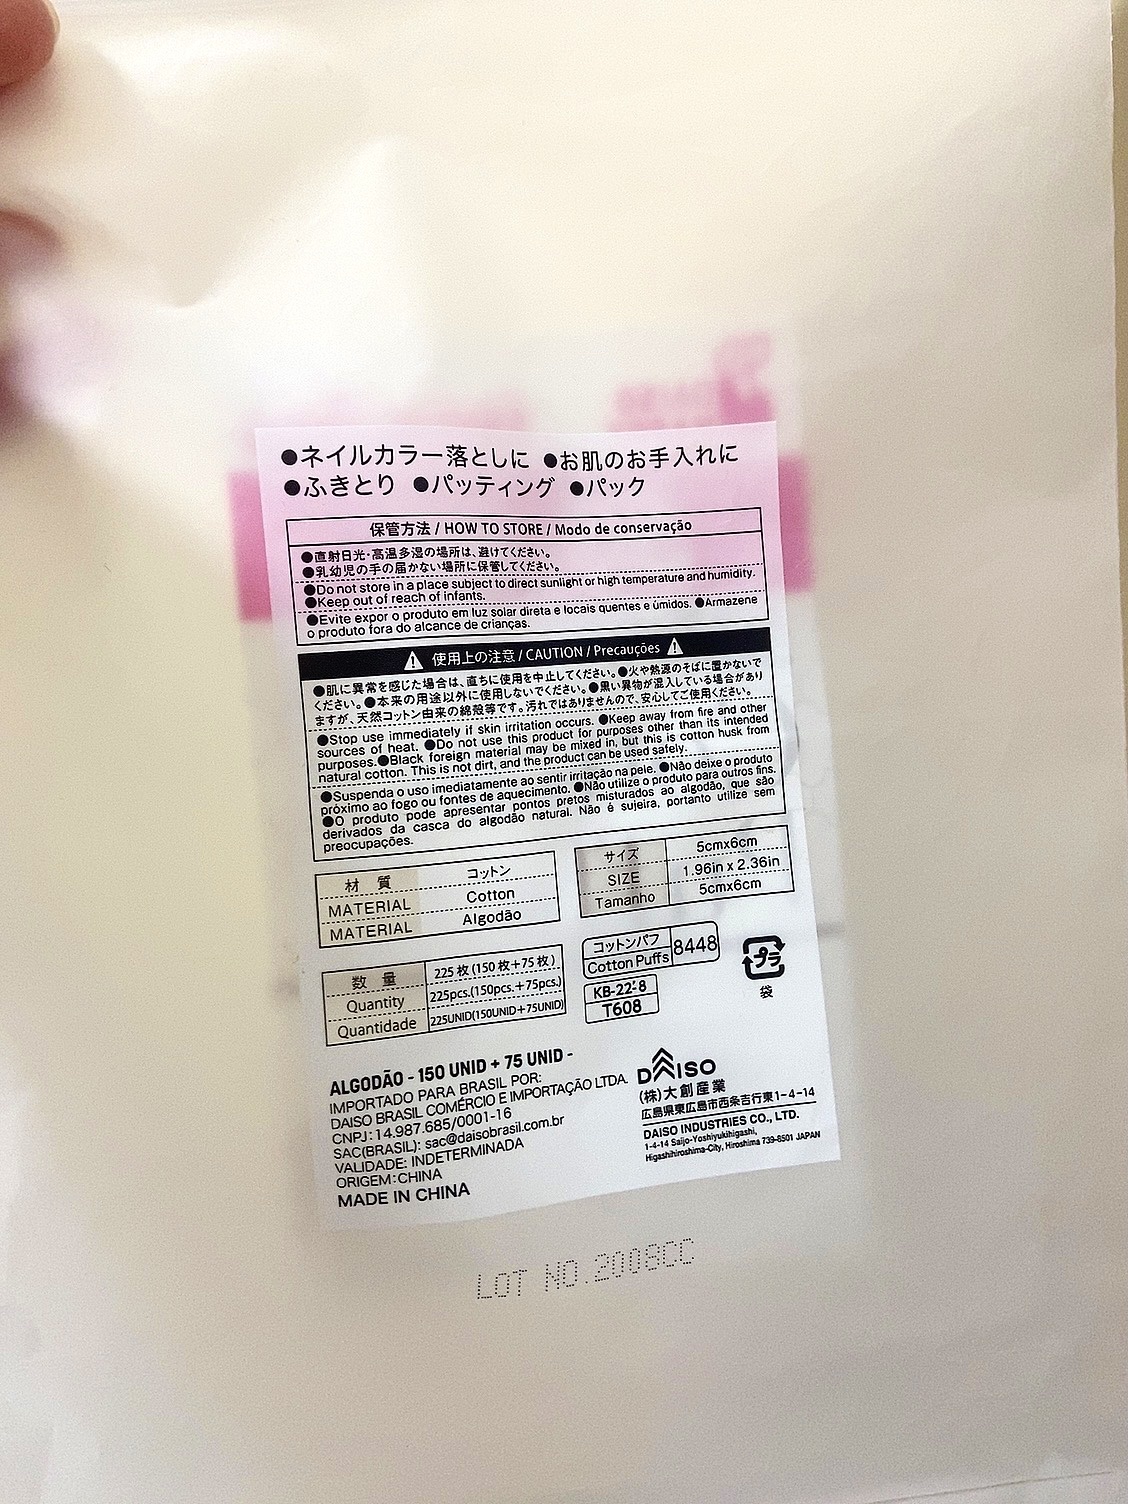 ●ネイルカラー落としに ●お肌のお手入れに
●ふきとり ●パッティング ●パック
保管方法 / HOW TO STORE / Modo de conservação
●直射日光・高温多湿の場所は、避けてください。
●乳幼児の手の届かない場所に保管してください。
●Do not store in a place subject to direct sunlight or high temperature and humidity.
●Keep out of reach of infants.
●Evite expor o produto em luz solar direta e locais quentes e úmidos. ●Armazene
o produto fora do alcance de crianças.
使用上の注意 / CAUTION / Precauções
●肌に異常を感じた場合は、直ちに使用を中止してください。●火や熱源のそばに置かないで
ください。●本来の用途以外に使用しないでください。●黒い異物が混入している場合があり
ますが、天然コットン由来の綿殻等です。汚れではありませんので、安心してご使用ください。
●Stop use immediately if skin irritation occurs. ●Keep away from fire and other
sources of heat. ●Do not use this product for purposes other than its intended
purposes.●Black foreign material may be mixed in, but this is cotton husk from
natural cotton. This is not dirt, and the product can be used safely.
●Suspenda o uso imediatamente ao sentir irritação na pele. ●Não deixe o produto
próximo ao fogo ou fontes de aquecimento. ●Não utilize o produto para outros fins.
●O produto pode apresentar pontos pretos misturados ao algodão, que são
derivados da casca do algodão natural. Não é sujeira, portanto utilize sem
preocupações.
材 質 コットン
MATERIAL Cotton
MATERIAL Algodão
サイズ 5cmx6cm
SIZE 1.96in x 2.36in
Tamanho 5cmx6cm
数 量 225 枚 (150 枚+75 枚)
Quantity 225pcs.(150pcs.+75pcs.)
Quantidade 225UNID(150UNID+75UNID)
コットンパフ 8448
Cotton Puffs
KB-22-8
T608
プラ
袋
ALGODÃO - 150 UNID + 75 UNID -
IMPORTADO PARA BRASIL POR:
DAISO BRASIL COMÉRCIO E IMPORTAÇÃO LTDA.
CNPJ: 14.987.685/0001-16
SAC(BRASIL): sac@daisobrasil.com.br
VALIDADE: INDETERMINADA
ORIGEM:CHINA
MADE IN CHINA
DAISO
(株)大創産業
広島県東広島市西条吉行東1-4-14
DAISO INDUSTRIES CO., LTD.
1-4-14 Saijo-Yoshiyukihigashi,
Higashihiroshima-City, Hiroshima 739-8501 JAPAN
LOT NO.2008CC